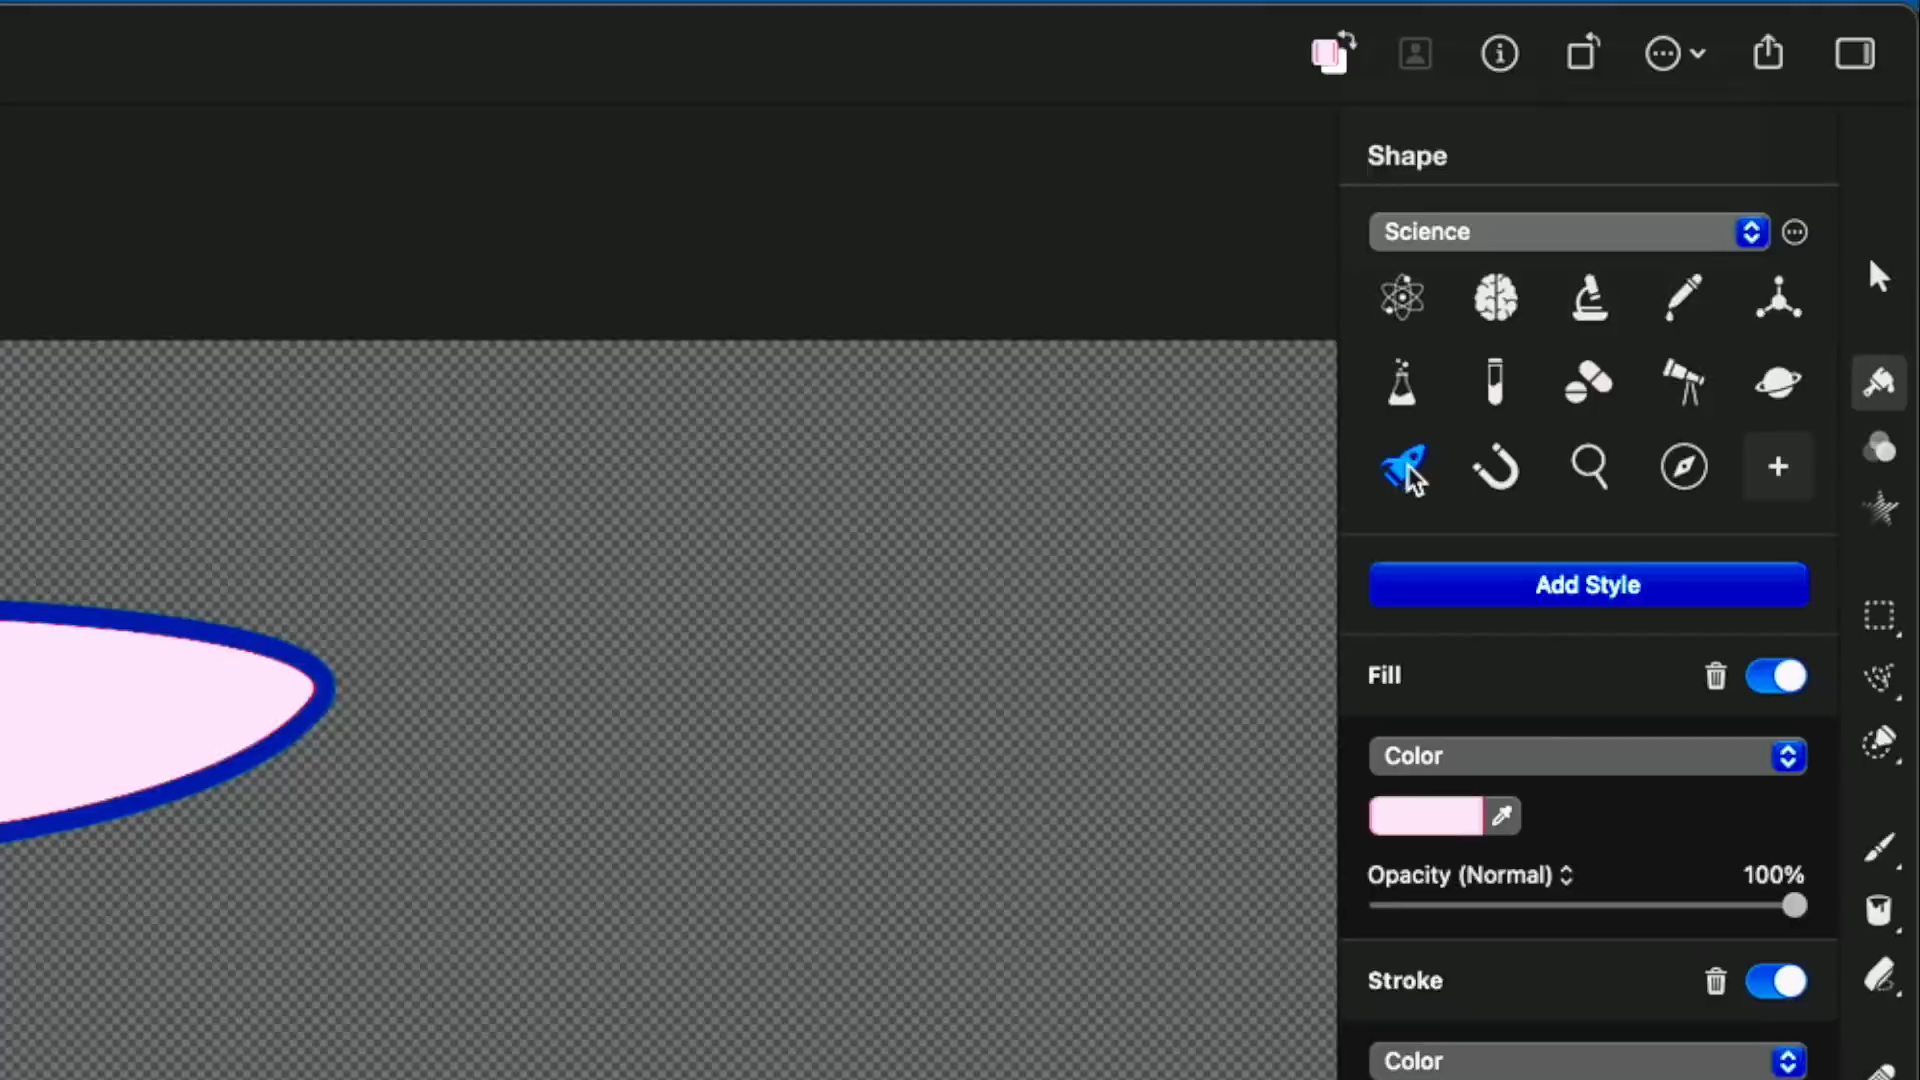 Shape
Science
Add Style
Fill
Color
Opacity (Normal) 100%
Stroke
Color